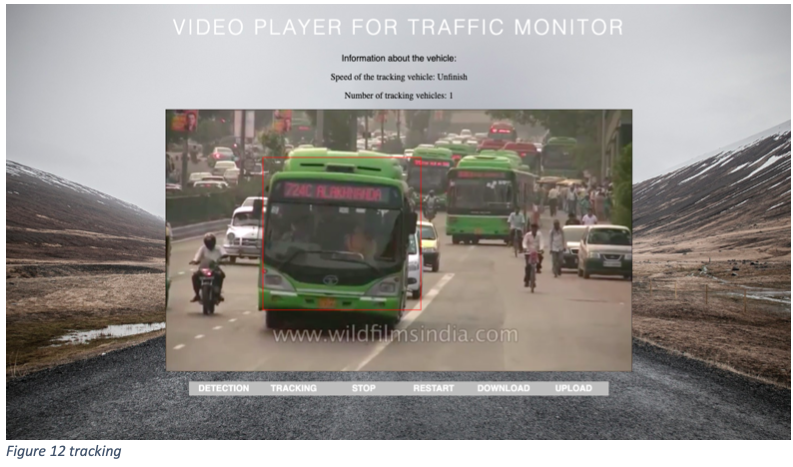 VIDEO PLAYER FOR TRAFFIC MONITOR
Information about the vehicle:
Speed of the tracking vehicle: Unfinish
Number of tracking vehicles: 1
724C ALAKHNANDA
www.wildfilmsindia.com
DETECTION TRACKING STOP RESTART DOWNLOAD UPLOAD
Figure 12 tracking